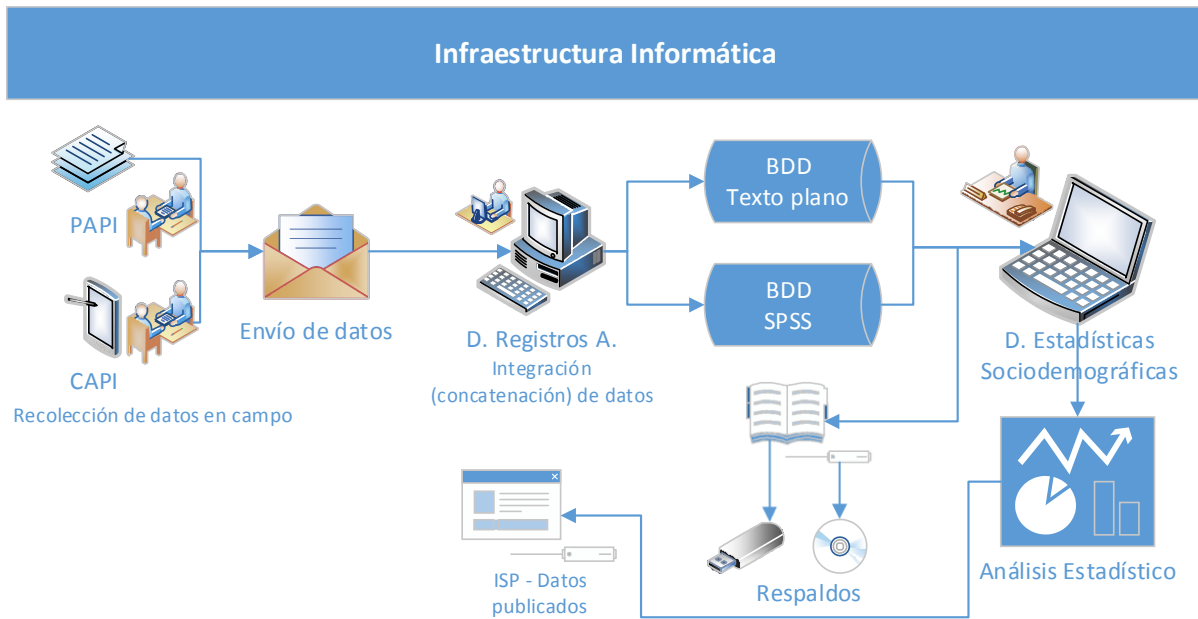 Infraestructura Informática
PAPI
CAPI
Recolección de datos en campo
Envío de datos
D. Registros A.
Integración
(concatenación) de datos
BDD
Texto plano
BDD
SPSS
D. Estadísticas
Sociodemográficas
Análisis Estadístico
Respaldos
ISP - Datos
publicados